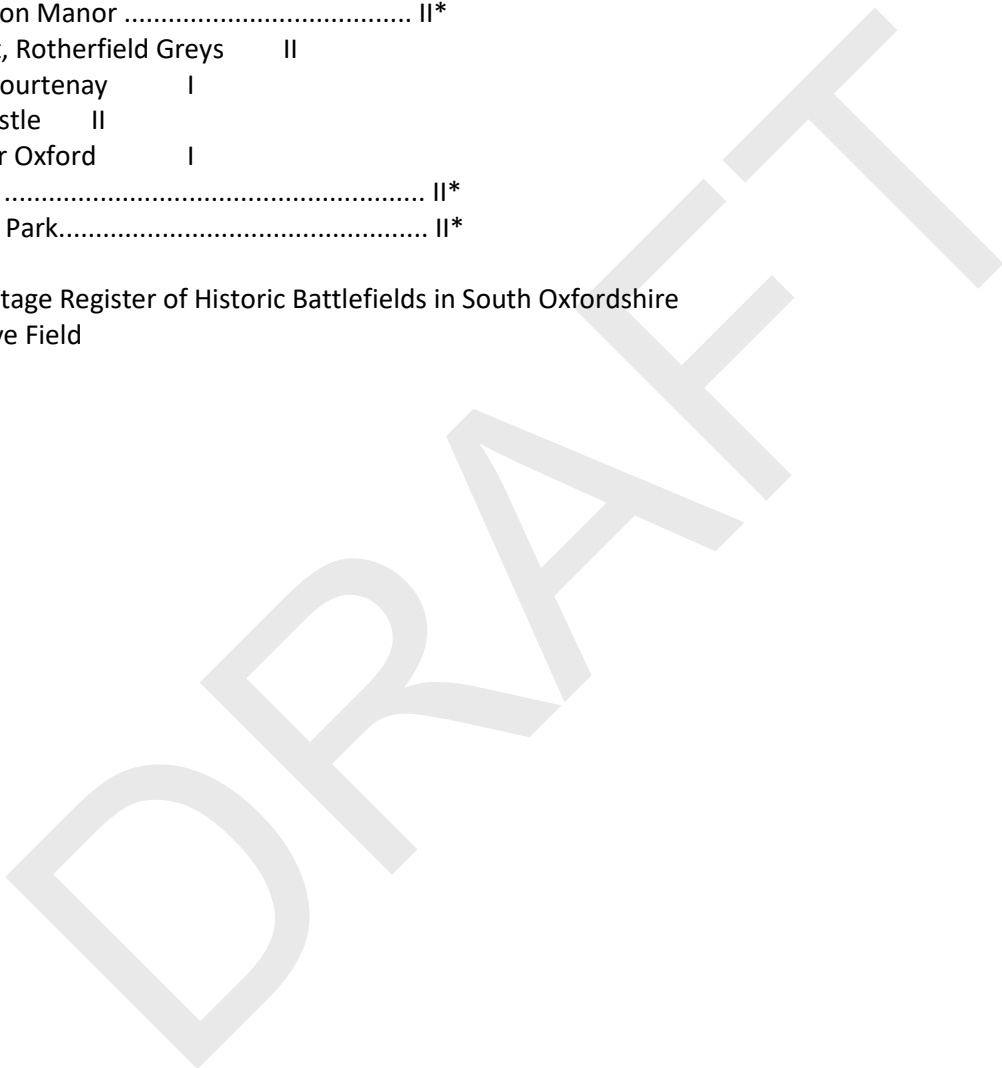 on Manor ....................................... II*
, Rotherfield Greys II
ourtenay I
stle II
r Oxford I
......................................................... II*
Park.................................................. II*
tage Register of Historic Battlefields in South Oxfordshire
ve Field
DRAFT